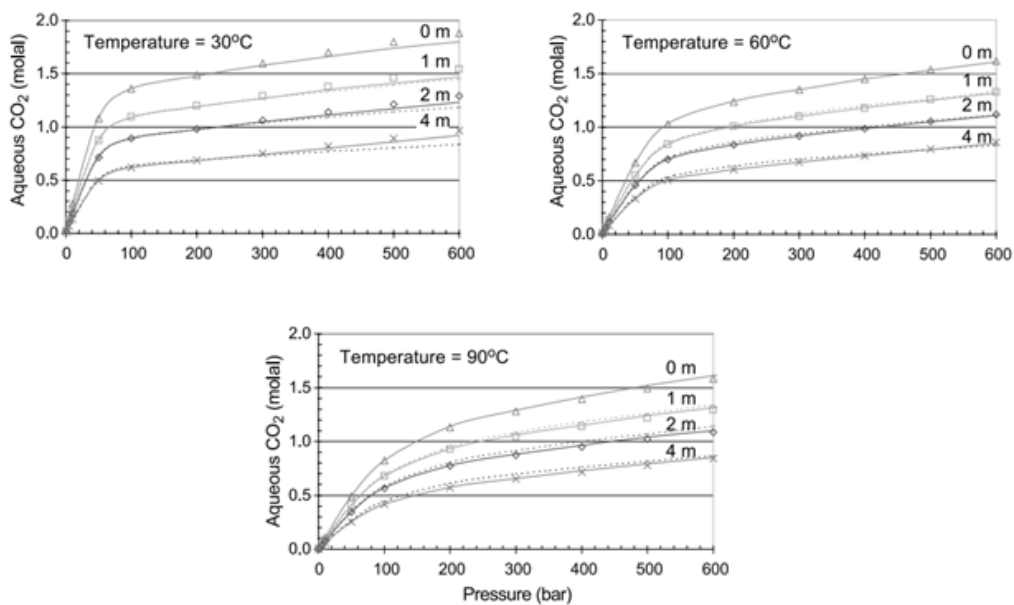 Temperature = 30ºC
Aqueous CO₂ (molal)
2.0
1.5
1.0
0.5
0.0
0 m
1 m
2 m
4 m
0 100 200 300 400 500 600
Temperature = 60ºC
Aqueous CO₂ (molal)
2.0
1.5
1.0
0.5
0.0
0 m
1 m
2 m
4 m
0 100 200 300 400 500 600
Temperature = 90ºC
Aqueous CO₂ (molal)
2.0
1.5
1.0
0.5
0.0
0 m
1 m
2 m
4 m
0 100 200 300 400 500 600
Pressure (bar)